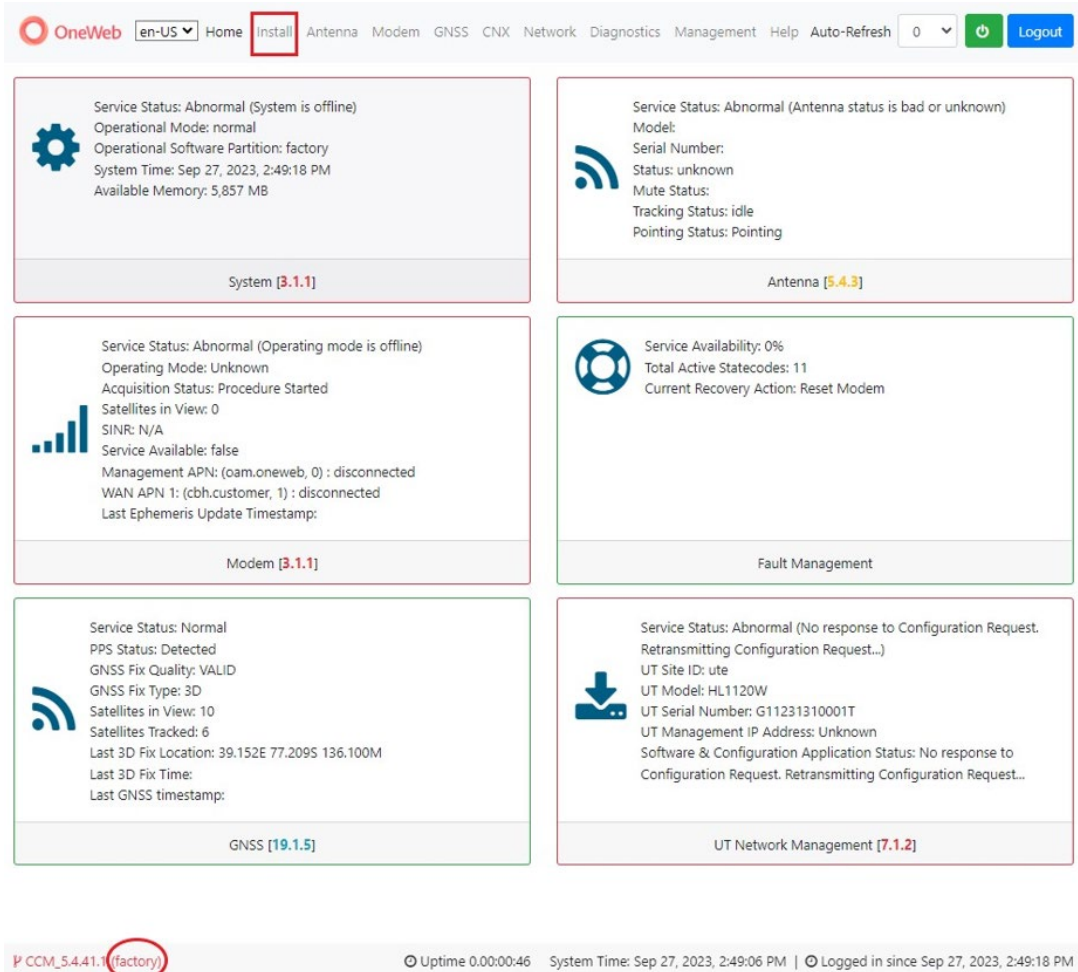 OneWeb en-US Home Install Antenna Modem GNSS CNX Network Diagnostics Management Help Auto-Refresh 0 Logout
Service Status: Abnormal (System is offline)
Operational Mode: normal
Operational Software Partition: factory
System Time: Sep 27, 2023, 2:49:18 PM
Available Memory: 5,857 MB
System [3.1.1]
Service Status: Abnormal (Antenna status is bad or unknown)
Model:
Serial Number:
Status: unknown
Mute Status:
Tracking Status: idle
Pointing Status: Pointing
Antenna [5.4.3]
Service Status: Abnormal (Operating mode is offline)
Operating Mode: Unknown
Acquisition Status: Procedure Started
Satellites in View: 0
SINR: N/A
Service Available: false
Management APN: (oam.oneweb, 0) : disconnected
WAN APN 1: (cbh.customer, 1) : disconnected
Last Ephemeris Update Timestamp:
Modem [3.1.1]
Service Availability: 0%
Total Active Statecodes: 11
Current Recovery Action: Reset Modem
Fault Management
Service Status: Normal
PPS Status: Detected
GNSS Fix Quality: VALID
GNSS Fix Type: 3D
Satellites in View: 10
Satellites Tracked: 6
Last 3D Fix Location: 39.152E 77.209S 136.100M
Last 3D Fix Time:
Last GNSS timestamp:
GNSS [19.1.5]
Service Status: Abnormal (No response to Configuration Request.
Retransmitting Configuration Request...)
UT Site ID: ute
UT Model: HL1120W
UT Serial Number: G11231310001T
UT Management IP Address: Unknown
Software & Configuration Application Status: No response to
Configuration Request. Retransmitting Configuration Request...
UT Network Management [7.1.2]
CCM_5.4.41.1 (factory) Uptime 0.00:00:46 System Time: Sep 27, 2023, 2:49:06 PM | Logged in since Sep 27, 2023, 2:49:18 PM